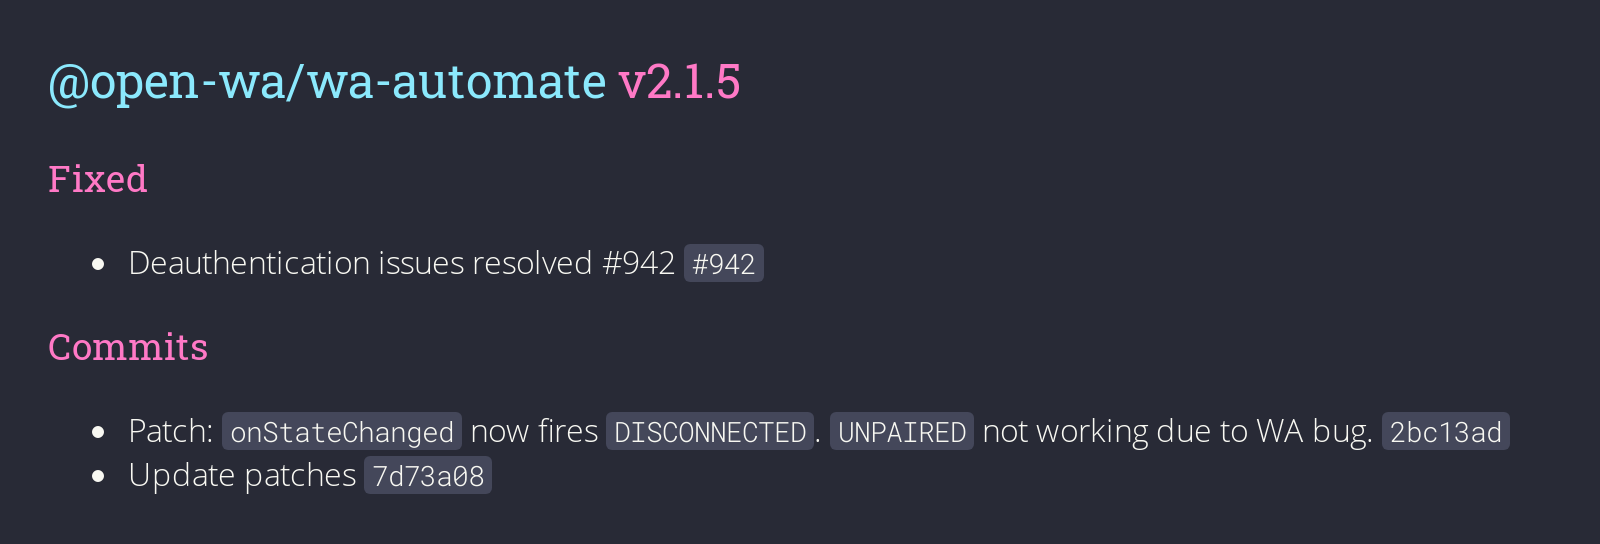 @open-wa/wa-automate v2.1.5
Fixed
Deauthentication issues resolved #942 #942
Commits
Patch: onStateChanged now fires DISCONNECTED. UNPAIRED not working due to WA bug. 2bc13ad
Update patches 7d73a08